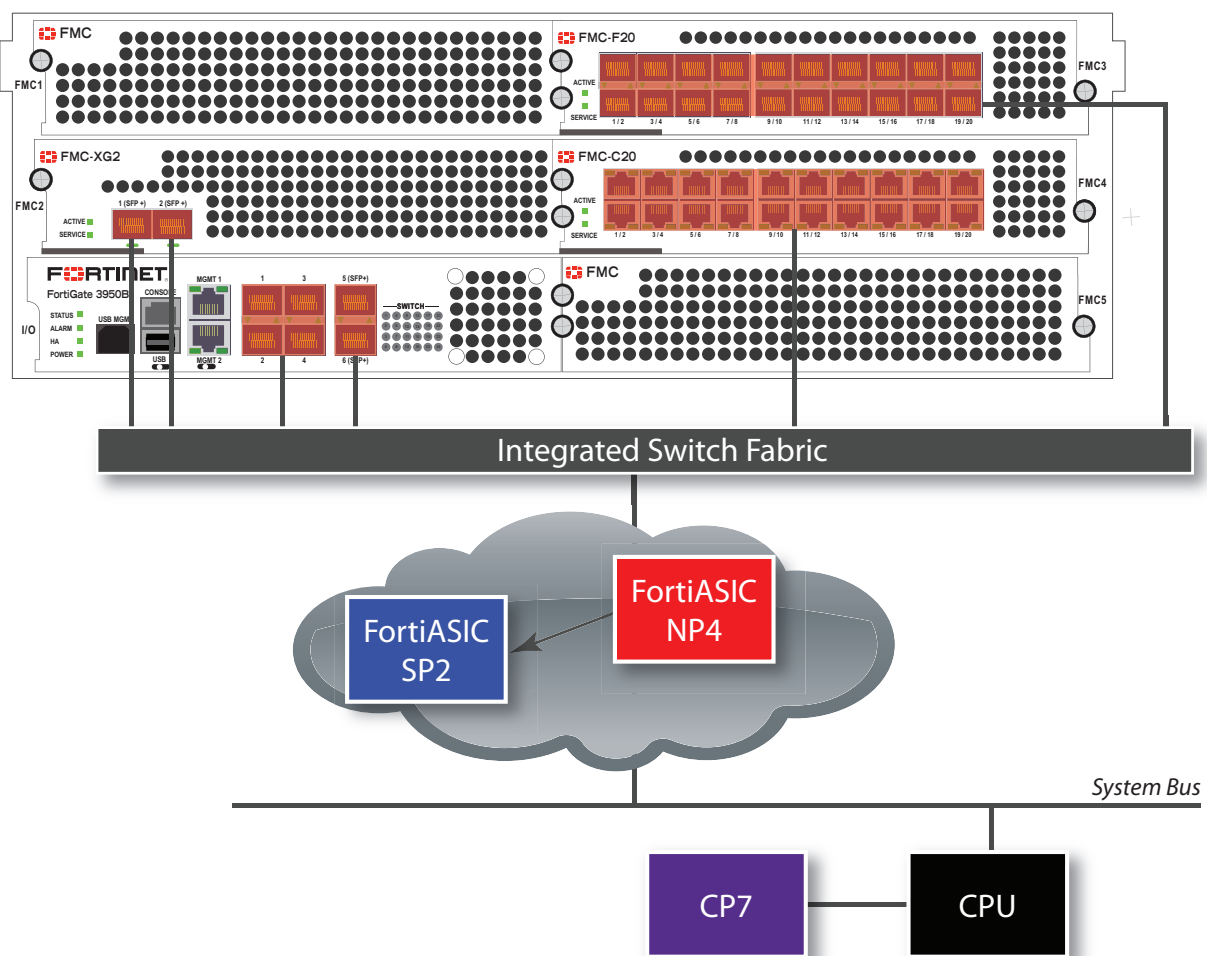 FMC
FMC1
FMC-F20
FMC3
ACTIVE
SERVICE
1 / 2 3 / 4 5 / 6 7 / 8 9 / 10 11 / 12 13 / 14 15 / 16 17 / 18 19 / 20
FMC-XG2
FMC2
1 (SFP +) 2 (SFP +)
ACTIVE
SERVICE
FMC-C20
FMC4
ACTIVE
SERVICE
1 / 2 3 / 4 5 / 6 7 / 8 9 / 10 11 / 12 13 / 14 15 / 16 17 / 18 19 / 20
FORTINET
FortiGate 3950B
I/O
STATUS
ALARM
HA
POWER
USB MGMT
CONSOLE
USB
MGMT 1
MGMT 2
1 3 5 (SFP+)
2 4 6 (SFP+)
SWITCH
FMC
FMC5
Integrated Switch Fabric
FortiASIC
NP4
FortiASIC
SP2
System Bus
CP7
CPU